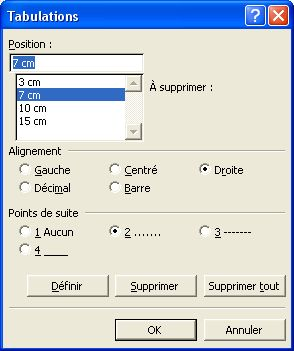 Tabulations
Position :
7 cm
3 cm
7 cm
10 cm
15 cm
À supprimer :
Alignement
Gauche Centré Droite
Décimal Barre
Points de suite
1 Aucun 2 ....... 3 -------
4 ____
Définir Supprimer Supprimer tout
OK Annuler